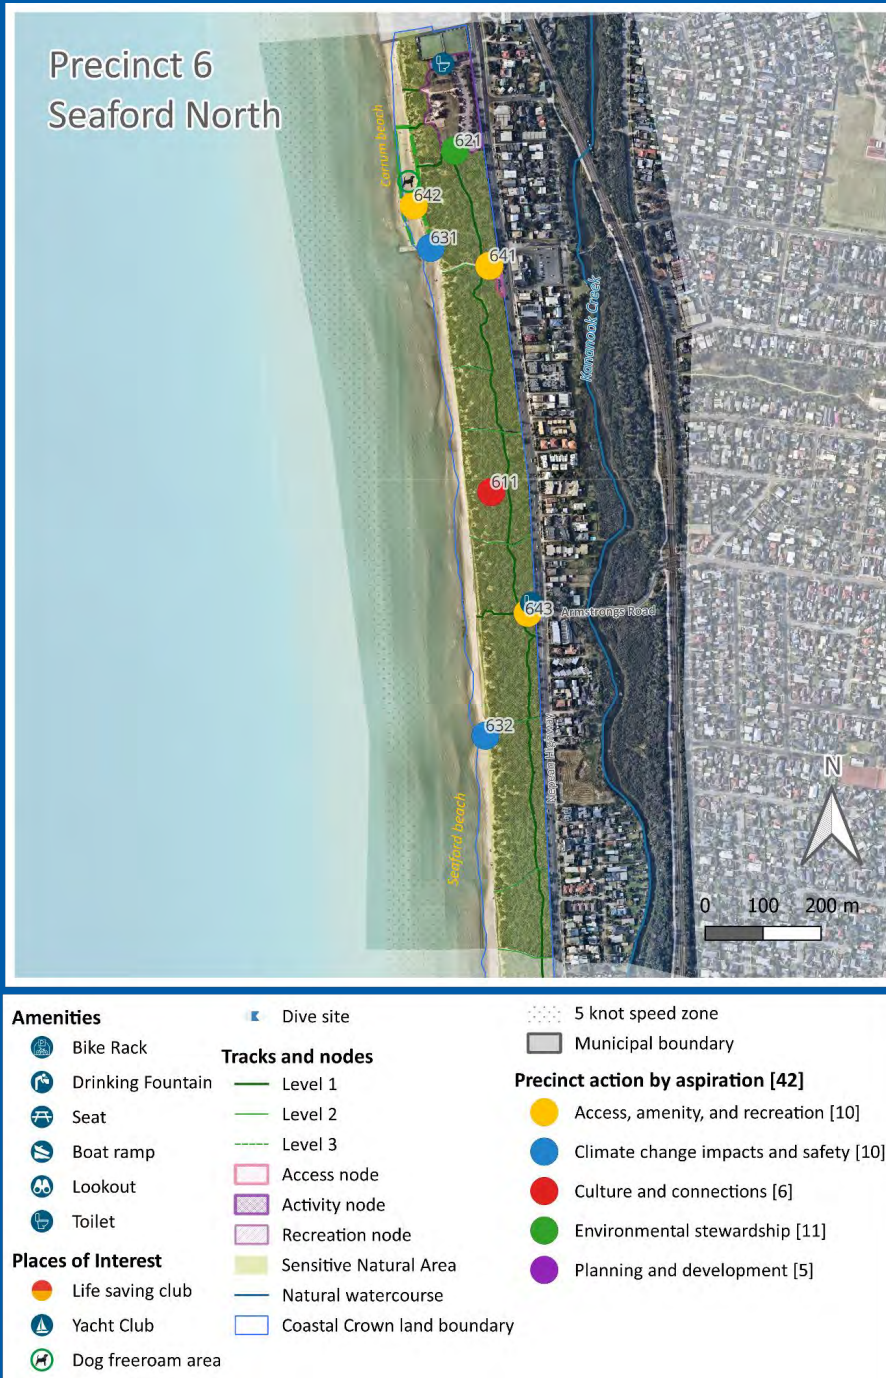 Precinct 6
Seaford North
Carrum beach
621
642
631
641
Kananook Creek
611
643
Armstrongs Road
632
Nepean Highway
Seaford beach
N
0 100 200 m
Amenities
Bike Rack
Drinking Fountain
Seat
Boat ramp
Lookout
Toilet
Places of Interest
Life saving club
Yacht Club
Dog freeroam area
Dive site
Tracks and nodes
Level 1
Level 2
Level 3
Access node
Activity node
Recreation node
Sensitive Natural Area
Natural watercourse
Coastal Crown land boundary
5 knot speed zone
Municipal boundary
Precinct action by aspiration [42]
Access, amenity, and recreation [10]
Climate change impacts and safety [10]
Culture and connections [6]
Environmental stewardship [11]
Planning and development [5]